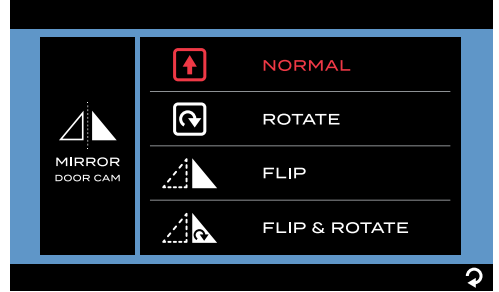 MIRROR
DOOR CAM
NORMAL
ROTATE
FLIP
FLIP & ROTATE